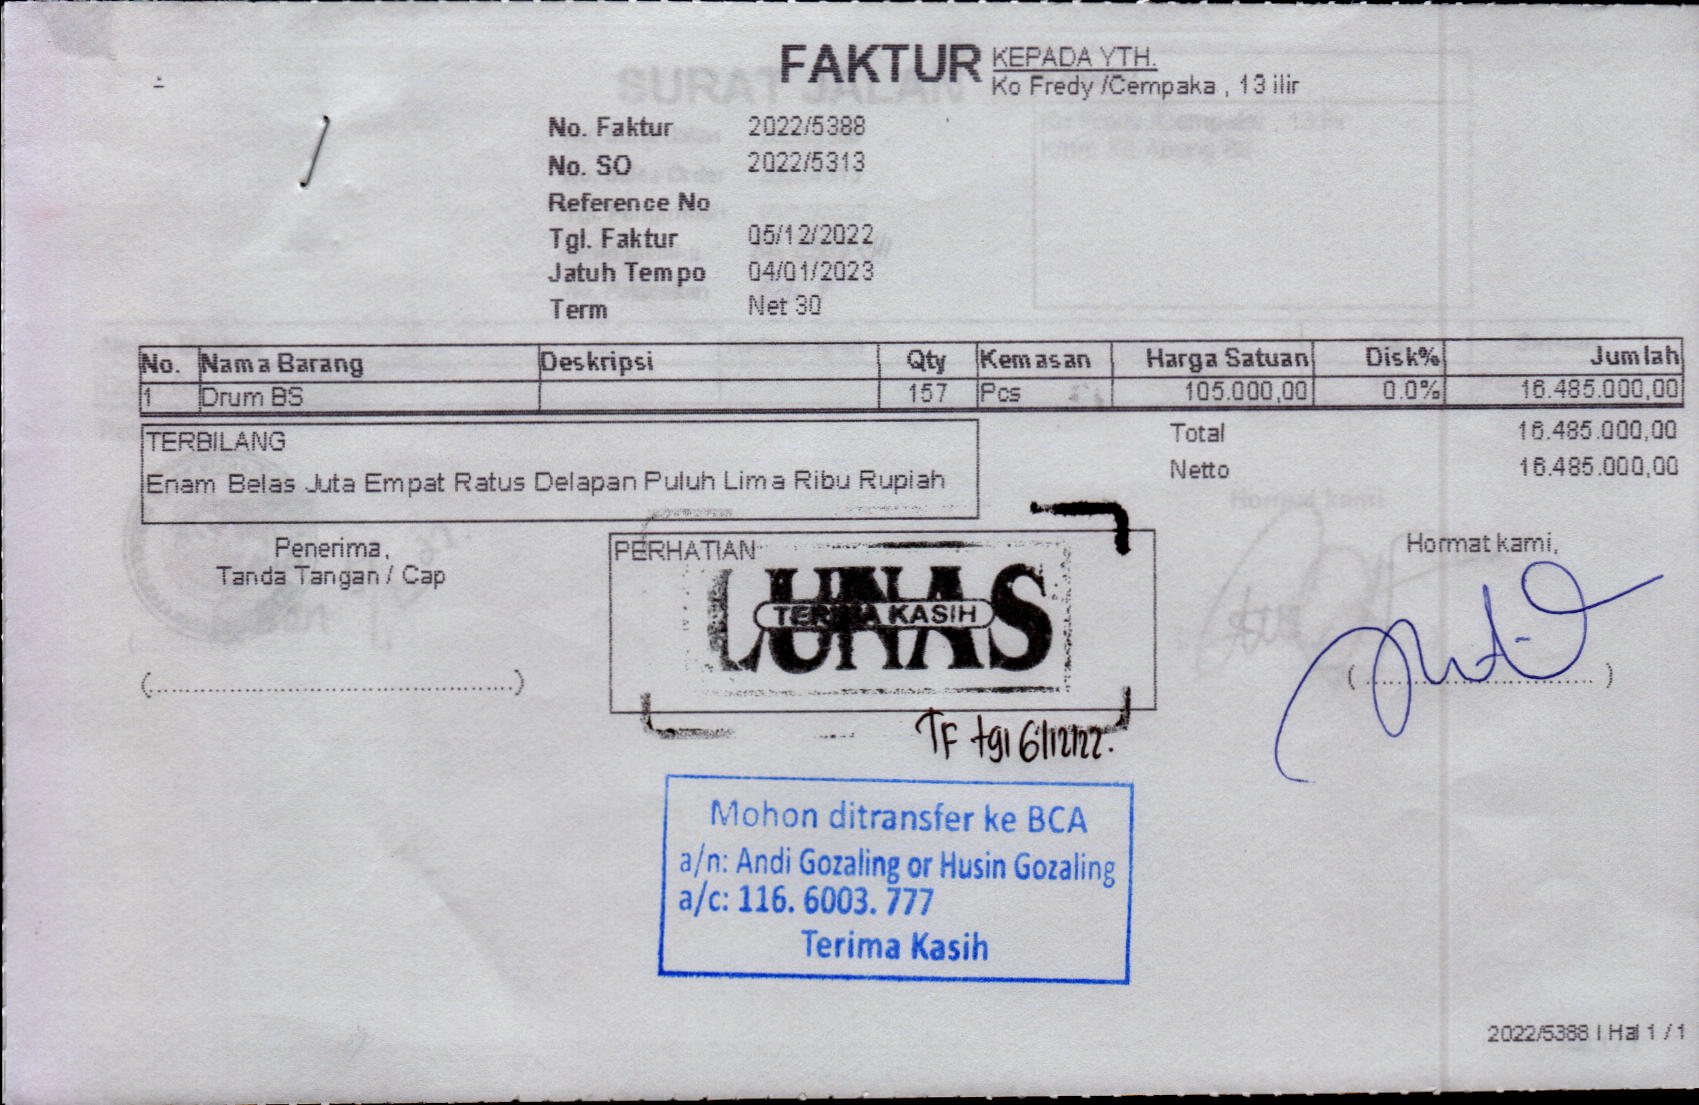 FAKTUR
KEPADA YTH.
Ko Fredy /Cempaka , 13 ilir
No. Faktur 2022/5388
No. SO 2022/5313
Reference No
Tgl. Faktur 05/12/2022
Jatuh Tempo 04/01/2023
Term Net 30
No. Nama Barang Deskripsi Qty Kemasan Harga Satuan Disk% Jumlah
1 Drum BS 157 Pcs 105.000,00 0.0% 16.485.000,00
TERBILANG
Enam Belas Juta Empat Ratus Delapan Puluh Lima Ribu Rupiah
Total 16.485.000,00
Netto 16.485.000,00
Penerima,
Tanda Tangan / Cap
(..................................................)
PERHATIAN
LUNAS
TERIMA KASIH
TF tgl 6/12/22.
Hormat kami,
(................................)
Mohon ditransfer ke BCA
a/n: Andi Gozaling or Husin Gozaling
a/c: 116. 6003. 777
Terima Kasih
2022/5388 | Hal 1 / 1